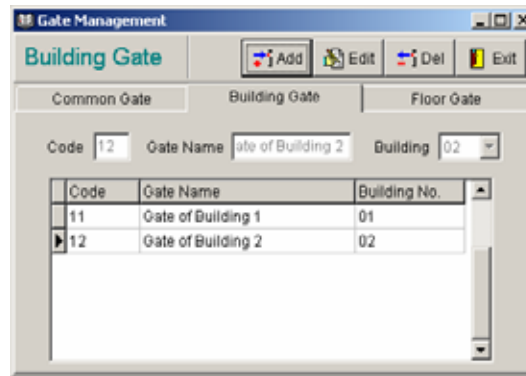 Gate Management
Building Gate Add Edit Del Exit
Common Gate Building Gate Floor Gate
Code 12 Gate Name ate of Building 2 Building 02
Code Gate Name Building No.
11 Gate of Building 1 01
12 Gate of Building 2 02